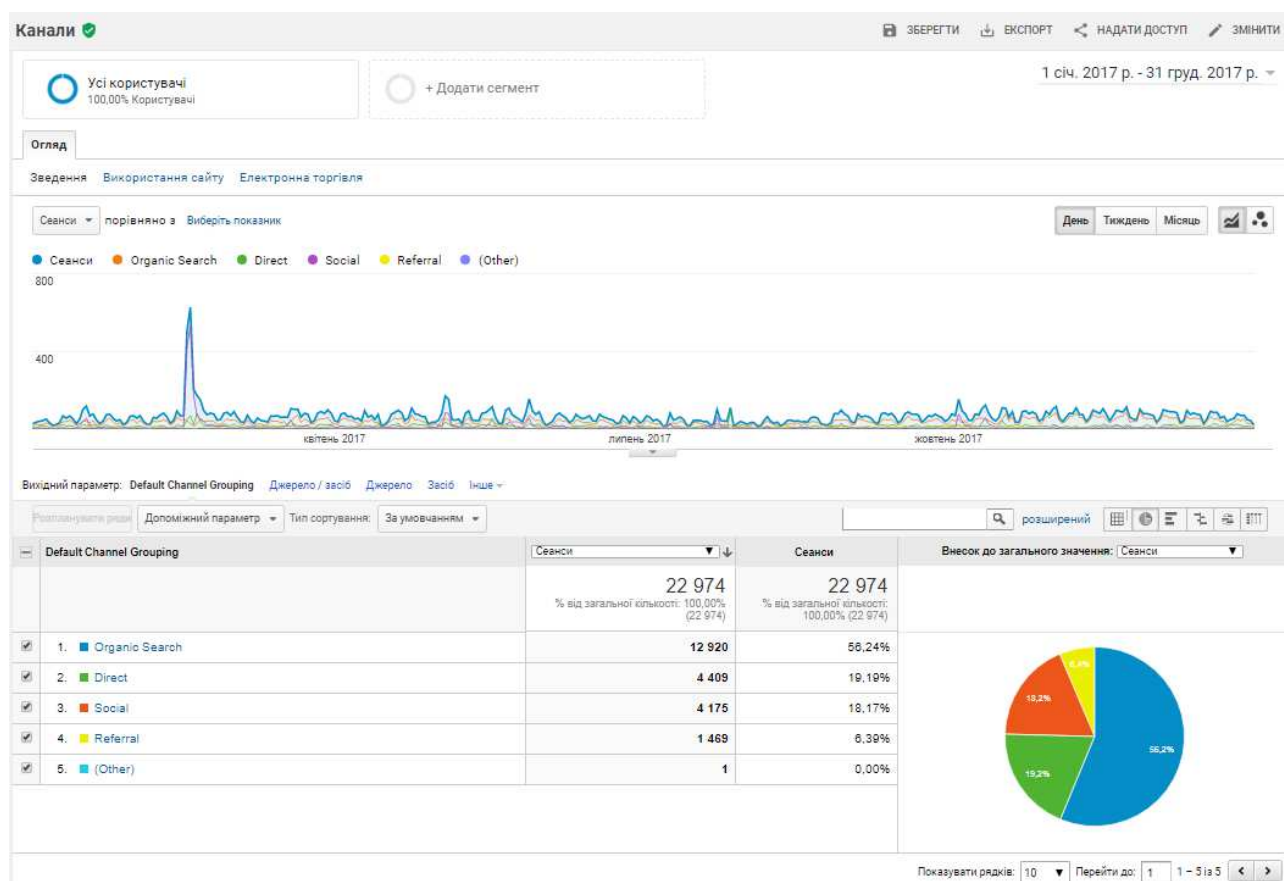 Канали
ЗБЕРЕГТИ ЕКСПОРТ НАДАТИ ДОСТУП ЗМІНИТИ
Усі користувачі
100,00% Користувачі
+ Додати сегмент
1 січ. 2017 р. - 31 груд. 2017 р.
Огляд
Зведення Використання сайту Електронна торгівля
Сеанси порівняно з Виберіть показник
День Тиждень Місяць
Сеанси Organic Search Direct Social Referral (Other)
800
400
квітень 2017 липень 2017 жовтень 2017
Вихідний параметр: Default Channel Grouping Джерело / засіб Джерело Засіб Інше
Допоміжний параметр Тип сортування: За умовчанням розширений
Default Channel Grouping Сеанси Сеанси Внесок до загального значення: Сеанси
22 974 22 974
% від загальної кількості: 100,00% % від загальної кількості:
(22 974) 100,00% (22 974)
1. Organic Search 12 920 56,24%
2. Direct 4 409 19,19%
3. Social 4 175 18,17%
4. Referral 1 469 6,39%
5. (Other) 1 0,00%
6,4%
18,2%
56,2%
19,2%
Показувати рядків: 10 Перейти до: 1 1 – 5 із 5